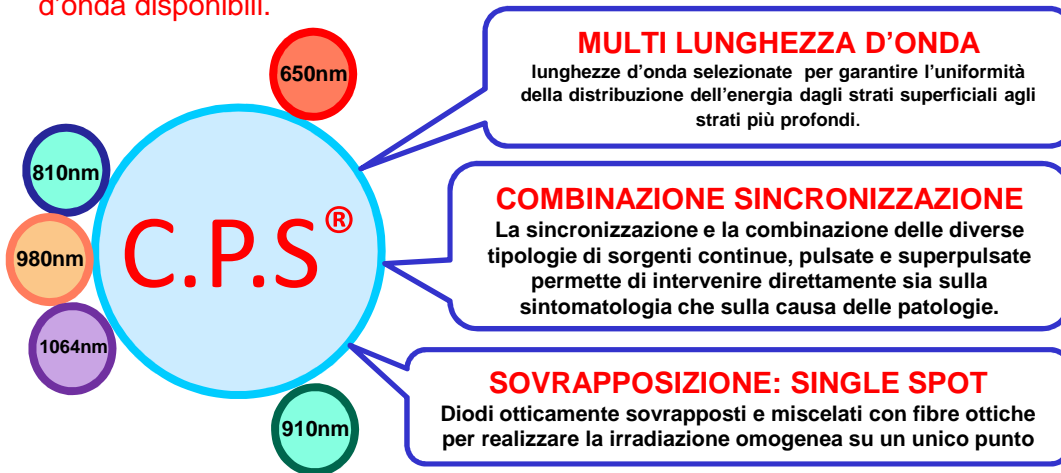 d'onda disponibili.
650nm
810nm
980nm
1064nm
910nm
C.P.S®
MULTI LUNGHEZZA D'ONDA
lunghezze d'onda selezionate per garantire l'uniformità
della distribuzione dell'energia dagli strati superficiali agli
strati più profondi.
COMBINAZIONE SINCRONIZZAZIONE
La sincronizzazione e la combinazione delle diverse
tipologie di sorgenti continue, pulsate e superpulsate
permette di intervenire direttamente sia sulla
sintomatologia che sulla causa delle patologie.
SOVRAPPOSIZIONE: SINGLE SPOT
Diodi otticamente sovrapposti e miscelati con fibre ottiche
per realizzare la irradiazione omogenea su un unico punto